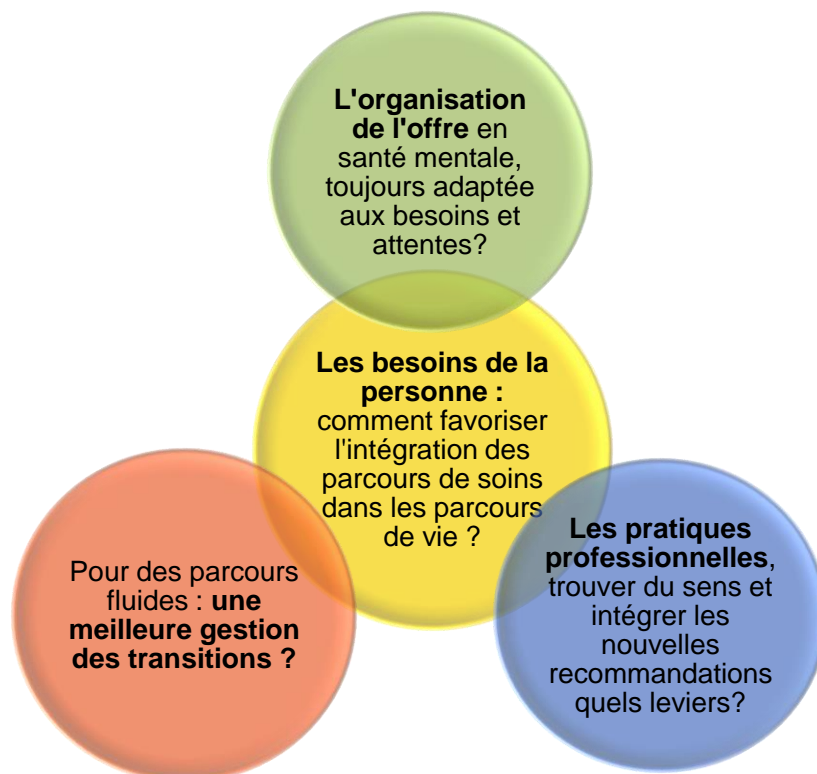 L'organisation
de l'offre en
santé mentale,
toujours adaptée
aux besoins et
attentes?
Les besoins de la
personne :
comment favoriser
l'intégration des
parcours de soins
dans les parcours
de vie ?
Pour des parcours
fluides : une
meilleure gestion
des transitions ?
Les pratiques
professionnelles,
trouver du sens et
intégrer les
nouvelles
recommandations
quels leviers?